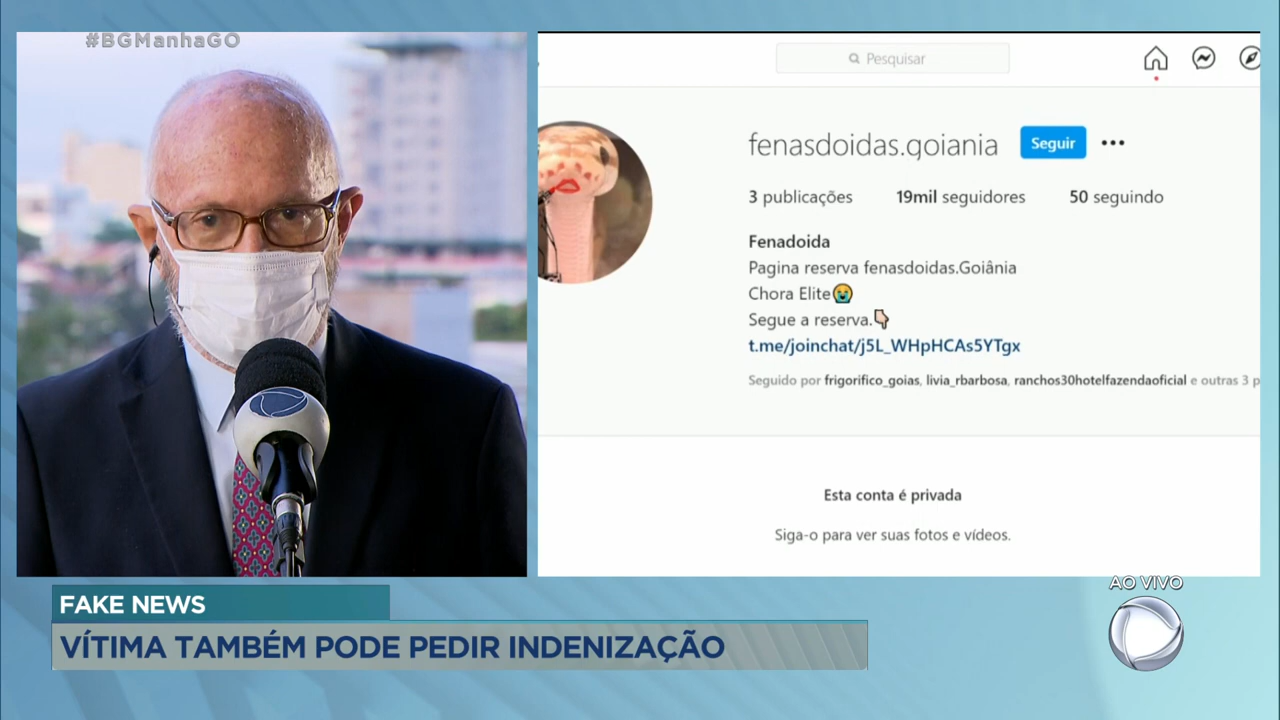 #BGManhaGO
Pesquisar
fenasdoidas.goiania Seguir •••
3 publicações 19mil seguidores 50 seguindo
Fenadoida
Pagina reserva fenasdoidas.Goiânia
Chora Elite😭
Segue a reserva.👇🏻
t.me/joinchat/j5L_WHpHCAs5YTgx
Seguido por frigorifico_goias, livia_rbarbosa, ranchos30hotelfazendaoficial e outras 3 p
Esta conta é privada
Siga-o para ver suas fotos e vídeos.
AO VIVO
FAKE NEWS
VÍTIMA TAMBÉM PODE PEDIR INDENIZAÇÃO